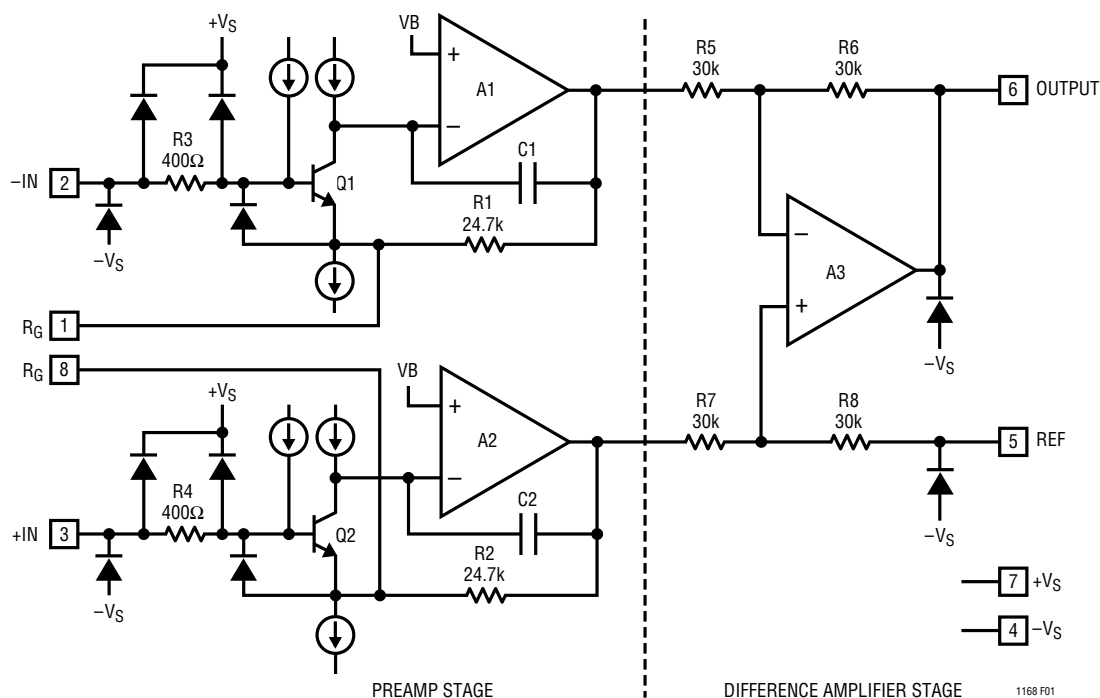 +VS
VB
R5
30k
R6
30k
A1
6 OUTPUT
R3
400Ω
C1
–IN 2
Q1
R1
24.7k
–VS
A3
RG 1
RG 8
–VS
VB
+VS
R7
30k
R8
30k
A2
5 REF
R4
400Ω
C2
+IN 3
Q2
R2
24.7k
–VS
–VS
7 +VS
4 –VS
PREAMP STAGE
DIFFERENCE AMPLIFIER STAGE
1168 F01